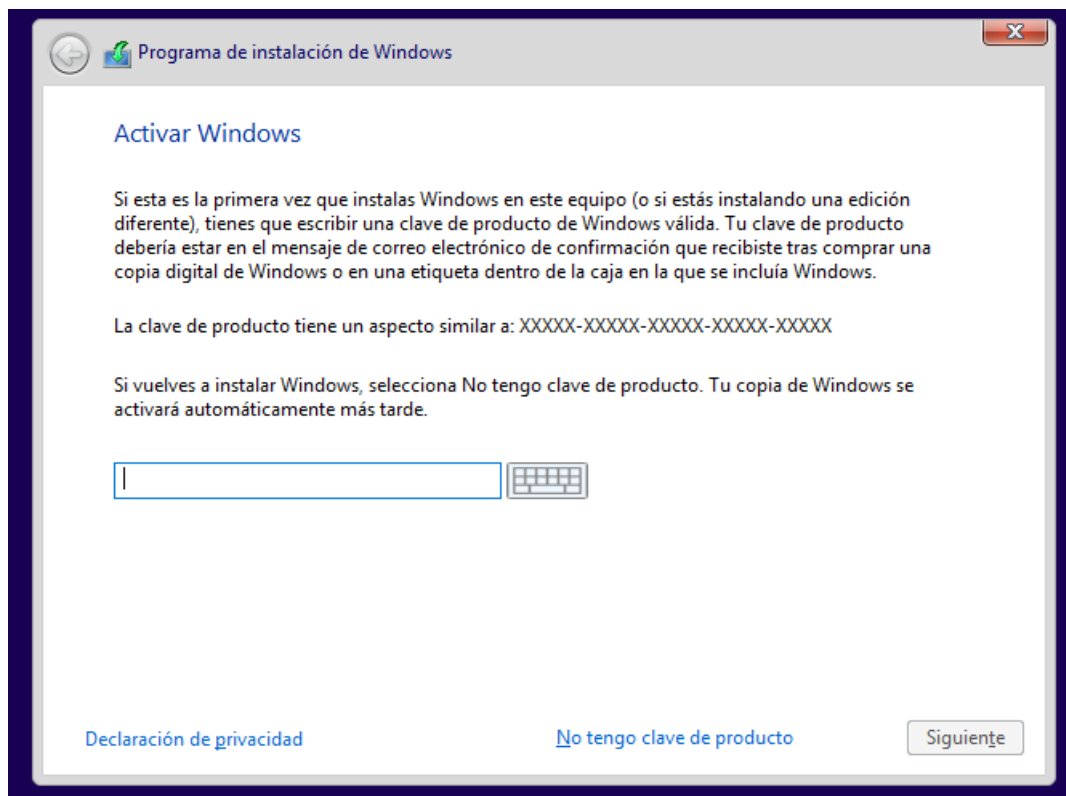 Programa de instalación de Windows
Activar Windows
Si esta es la primera vez que instalas Windows en este equipo (o si estás instalando una edición
diferente), tienes que escribir una clave de producto de Windows válida. Tu clave de producto
debería estar en el mensaje de correo electrónico de confirmación que recibiste tras comprar una
copia digital de Windows o en una etiqueta dentro de la caja en la que se incluía Windows.
La clave de producto tiene un aspecto similar a: XXXXX-XXXXX-XXXXX-XXXXX-XXXXX
Si vuelves a instalar Windows, selecciona No tengo clave de producto. Tu copia de Windows se
activará automáticamente más tarde.
Declaración de privacidad No tengo clave de producto Siguiente